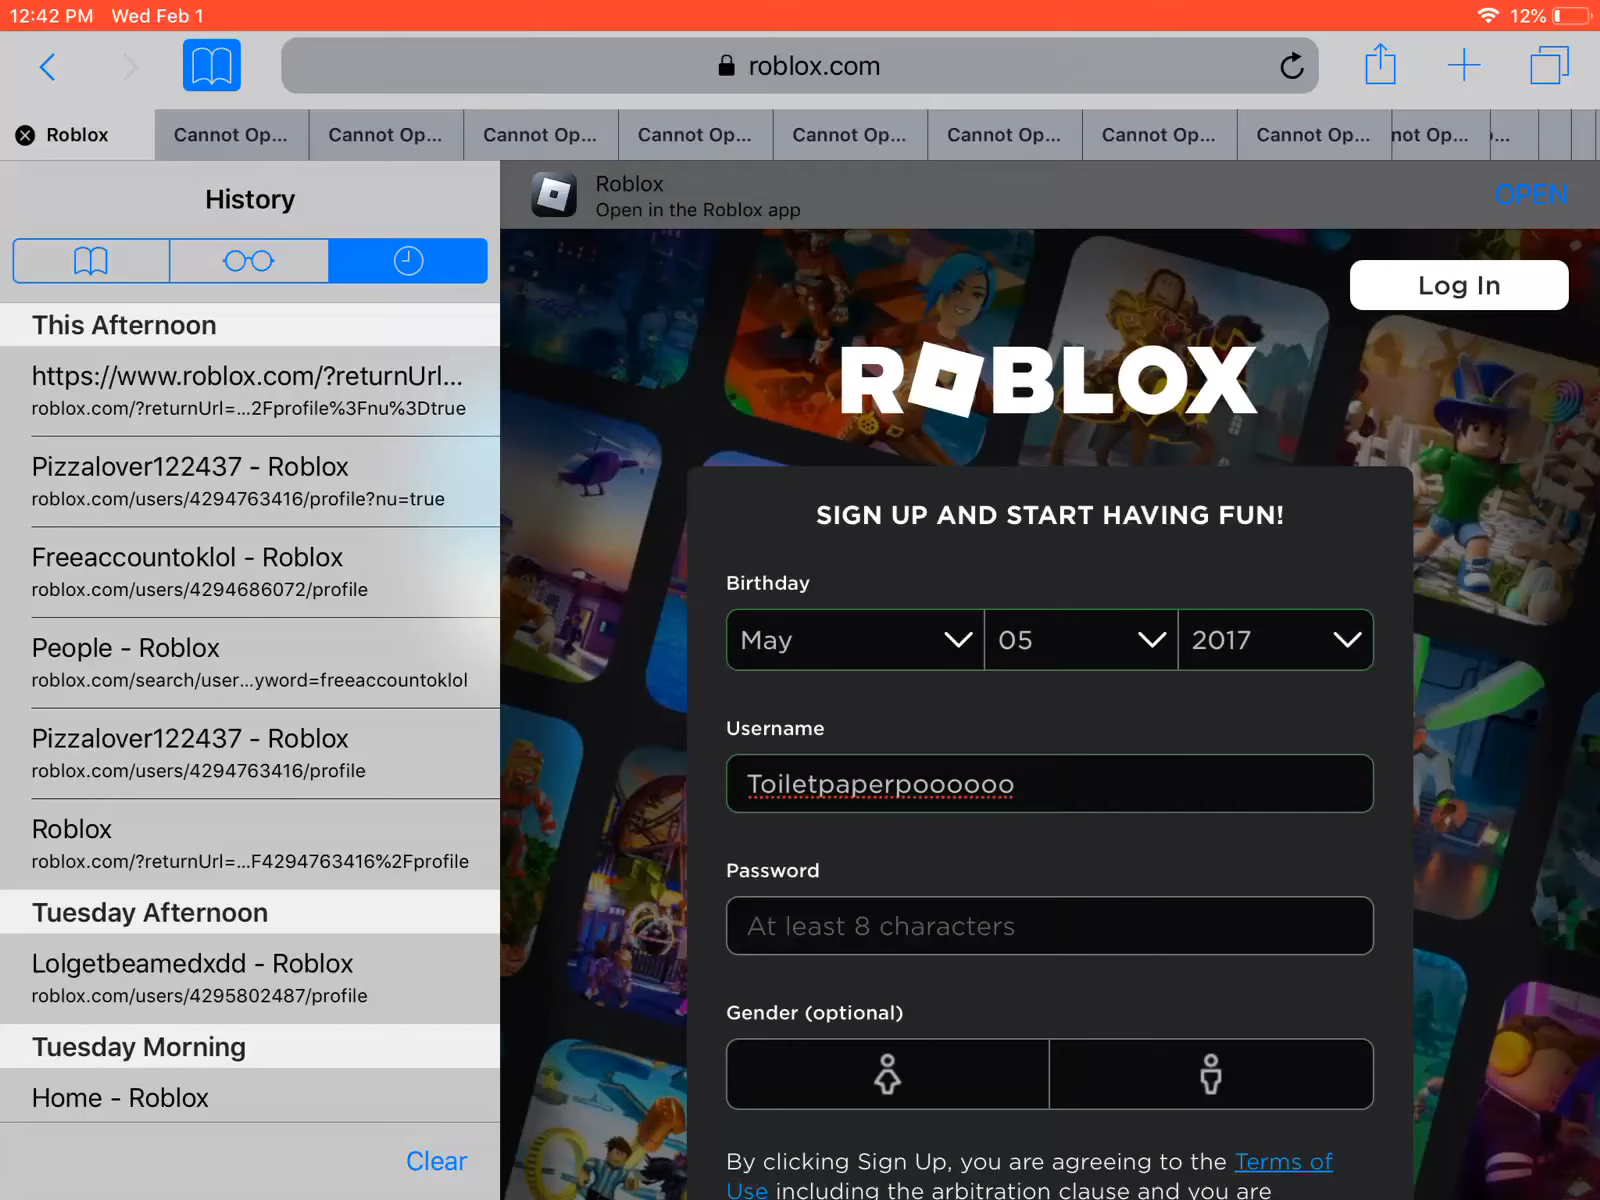 12:42 PM Wed Feb 1
12%
roblox.com
Roblox
Cannot Op...
Cannot Op...
Cannot Op...
Cannot Op...
Cannot Op...
Cannot Op...
Cannot Op...
Cannot Op...
not Op...
History
This Afternoon
https://www.roblox.com/?returnUrl...
roblox.com/?returnUrl=...2Fprofile%3Fnu%3Dtrue
Pizzalover122437 - Roblox
roblox.com/users/4294763416/profile?nu=true
Freeaccountoklol - Roblox
roblox.com/users/4294686072/profile
People - Roblox
roblox.com/search/user...yword=freeaccountoklol
Pizzalover122437 - Roblox
roblox.com/users/4294763416/profile
Roblox
roblox.com/?returnUrl=...F4294763416%2Fprofile
Tuesday Afternoon
Lolgetbeamedxdd - Roblox
roblox.com/users/4295802487/profile
Tuesday Morning
Home - Roblox
Clear
Roblox
Open in the Roblox app
OPEN
Log In
ROBLOX
SIGN UP AND START HAVING FUN!
Birthday
May 05 2017
Username
Toiletpaperpoooooo
Password
At least 8 characters
Gender (optional)
By clicking Sign Up, you are agreeing to the Terms of
Use including the arbitration clause and you are